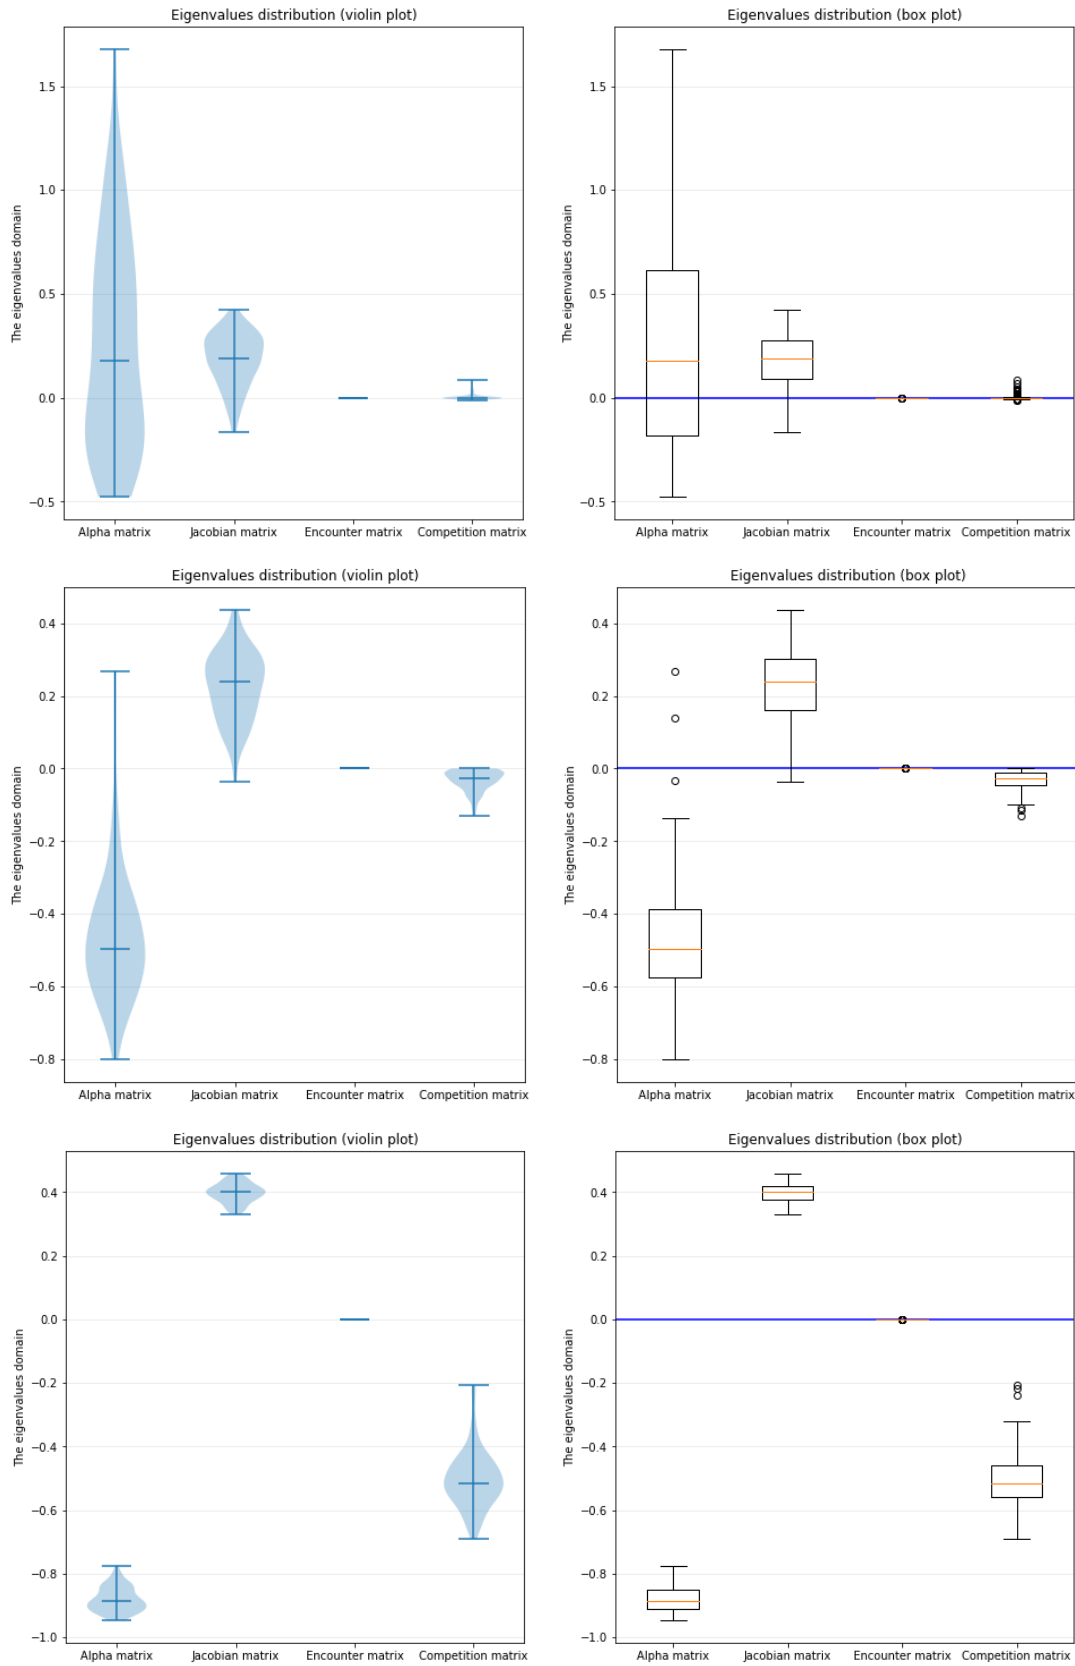 Eigenvalues distribution (violin plot)
The eigenvalues domain
1.5
1.0
0.5
0.0
−0.5
Alpha matrix Jacobian matrix Encounter matrix Competition matrix
Eigenvalues distribution (box plot)
The eigenvalues domain
1.5
1.0
0.5
0.0
−0.5
Alpha matrix Jacobian matrix Encounter matrix Competition matrix
Eigenvalues distribution (violin plot)
The eigenvalues domain
0.4
0.2
0.0
−0.2
−0.4
−0.6
−0.8
Alpha matrix Jacobian matrix Encounter matrix Competition matrix
Eigenvalues distribution (box plot)
The eigenvalues domain
0.4
0.2
0.0
−0.2
−0.4
−0.6
−0.8
Alpha matrix Jacobian matrix Encounter matrix Competition matrix
Eigenvalues distribution (violin plot)
The eigenvalues domain
0.4
0.2
0.0
−0.2
−0.4
−0.6
−0.8
−1.0
Alpha matrix Jacobian matrix Encounter matrix Competition matrix
Eigenvalues distribution (box plot)
The eigenvalues domain
0.4
0.2
0.0
−0.2
−0.4
−0.6
−0.8
−1.0
Alpha matrix Jacobian matrix Encounter matrix Competition matrix